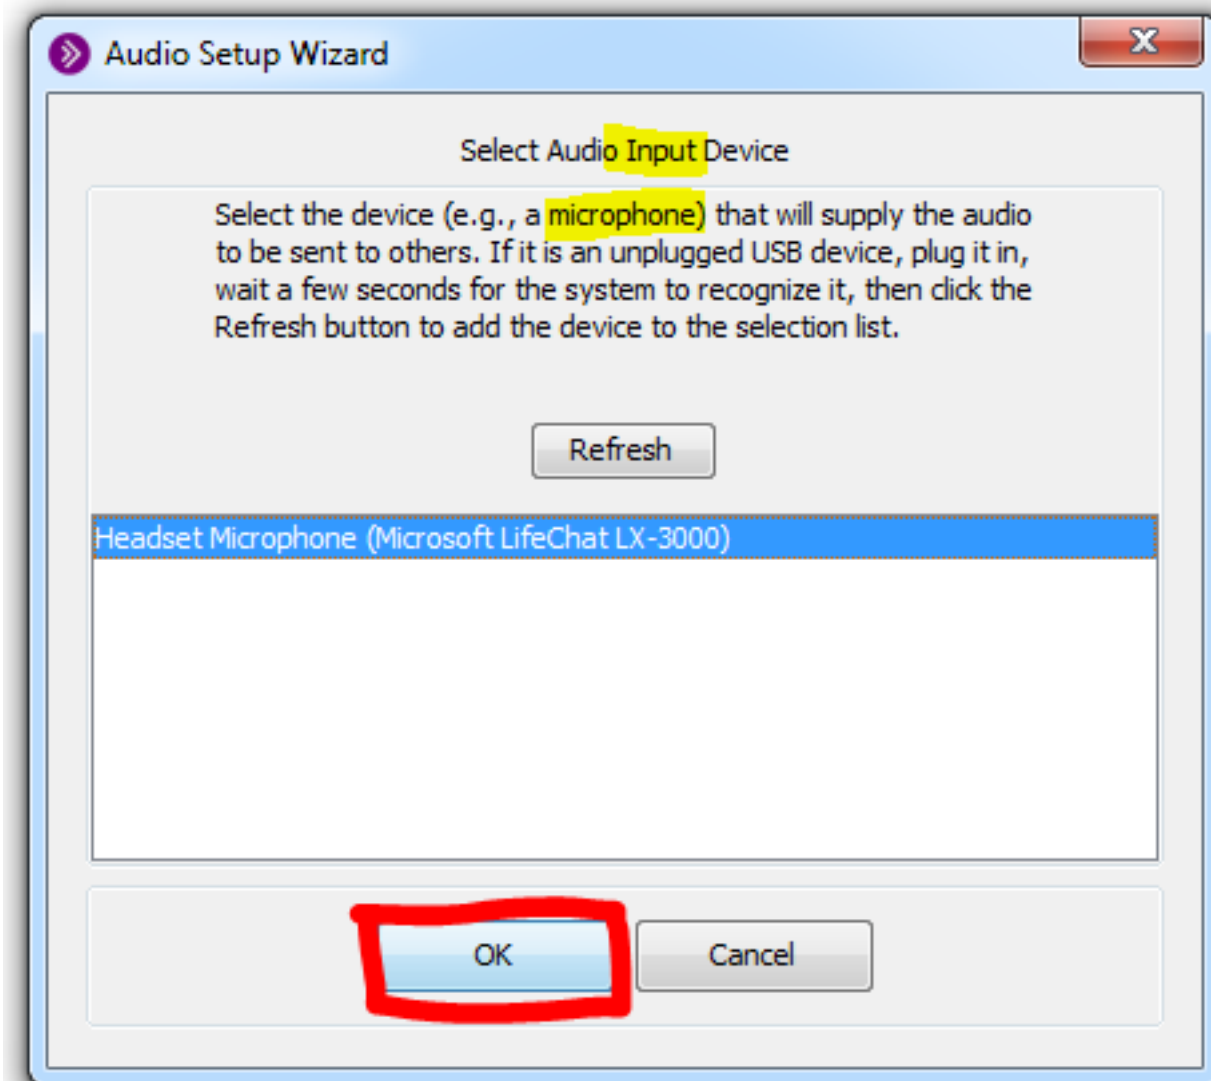 Audio Setup Wizard
Select Audio Input Device
Select the device (e.g., a microphone) that will supply the audio
to be sent to others. If it is an unplugged USB device, plug it in,
wait a few seconds for the system to recognize it, then click the
Refresh button to add the device to the selection list.
Refresh
Headset Microphone (Microsoft LifeChat LX-3000)
OK
Cancel